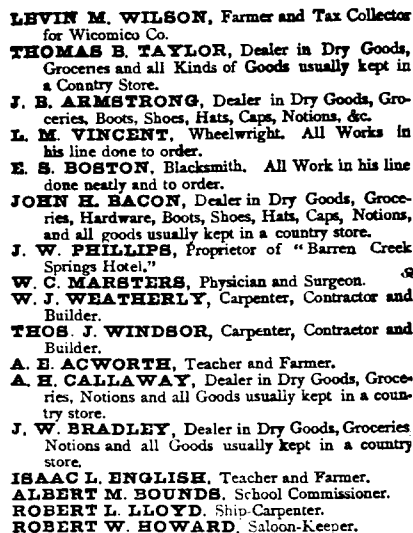 LEVIN M. WILSON, Farmer and Tax Collector
for Wicomico Co.
THOMAS B. TAYLOR, Dealer in Dry Goods,
Groceries and all Kinds of Goods usually kept in
a Country Store.
J. B. ARMSTRONG, Dealer in Dry Goods, Gro-
ceries, Boots, Shoes, Hats, Caps, Notions, &c.
L. M. VINCENT, Wheelwright. All Works in
his line done to order.
E. S. BOSTON, Blacksmith. All Work in his line
done neatly and to order.
JOHN H. BACON, Dealer in Dry Goods, Groce-
ries, Hardware, Boots, Shoes, Hats, Caps, Notions,
and all goods usually kept in a country store.
J. W. PHILLIPS, Proprietor of "Barren Creek
Springs Hotel."
W. C. MARSTERS, Physician and Surgeon.
W. J. WEATHERLY, Carpenter, Contractor and
Builder.
THOS. J. WINDSOR, Carpenter, Contractor and
Builder.
A. E. ACWORTH, Teacher and Farmer.
A. H. CALLAWAY, Dealer in Dry Goods, Groce-
ries, Notions and all Goods usually kept in a coun-
try store.
J. W. BRADLEY, Dealer in Dry Goods, Groceries
Notions and all Goods usually kept in a country
store.
ISAAC L. ENGLISH, Teacher and Farmer.
ALBERT M. BOUNDS, School Commissioner.
ROBERT L. LLOYD. Ship-Carpenter.
ROBERT W. HOWARD. Saloon-Keeper.